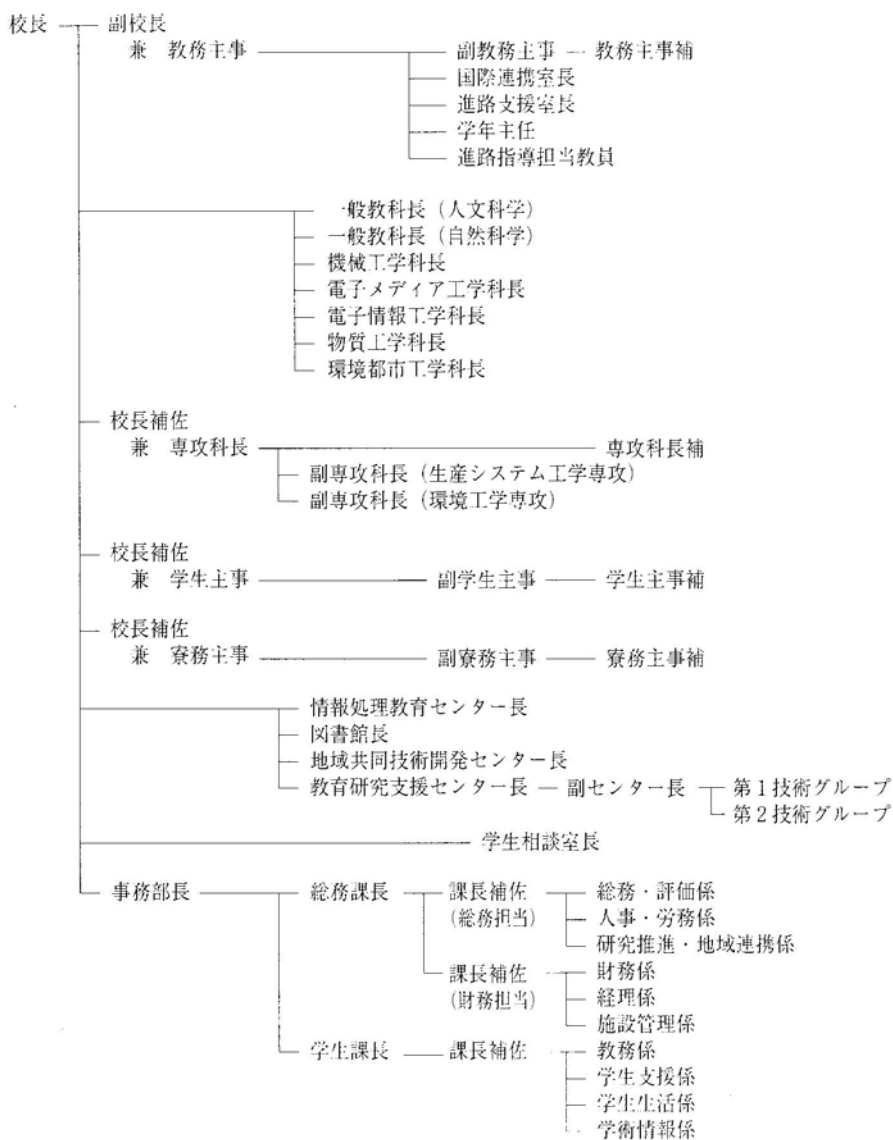 校長 副校長
兼 教務主事 副教務主事 教務主事補
国際連携室長
進路支援室長
学年主任
進路指導担当教員
一般教科長（人文科学）
一般教科長（自然科学）
機械工学科長
電子メディア工学科長
電子情報工学科長
物質工学科長
環境都市工学科長
校長補佐
兼 専攻科長 専攻科長補
副専攻科長（生産システム工学専攻）
副専攻科長（環境工学専攻）
校長補佐
兼 学生主事 副学生主事 学生主事補
校長補佐
兼 寮務主事 副寮務主事 寮務主事補
情報処理教育センター長
図書館長
地域共同技術開発センター長
教育研究支援センター長 副センター長 第1技術グループ
第2技術グループ
学生相談室長
事務部長 総務課長 課長補佐 総務・評価係
(総務担当) 人事・労務係
研究推進・地域連携係
課長補佐 財務係
(財務担当) 経理係
施設管理係
学生課長 課長補佐 教務係
学生支援係
学生生活係
学術情報係